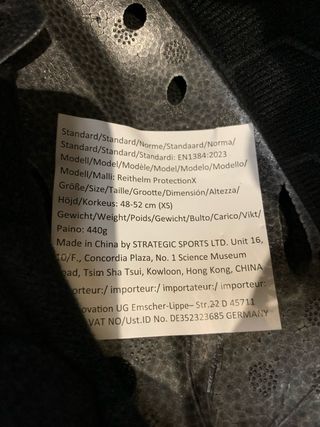 Standard/Standard/Norme/Standaard/Norma/
Standard/Standard/Standard/Standardi: EN1384:2023
Modell/Model/Modèle/Model/Modelo/Modello/
Modell/Malli: Reithelm ProtectionX
Größe/Size/Taille/Grootte/Dimensión/Altezza/
Höjd/Korkeus: 48-52 cm (XS)
Gewicht/Weight/Poids/Gewicht/Bulto/Carico/Vikt/
Paino: 440g
Made in China by STRATEGIC SPORTS LTD. Unit 16,
/F., Concordia Plaza, No. 1 Science Museum
oad, Tsim Sha Tsui, Kowloon, Hong Kong, CHINA
importeur:/ importeur:/ importateur:/ importeur:
ovation UG Emscher-Lippe– Str.22 D 45711
VAT NO/Ust.ID No. DE352323685 GERMANY